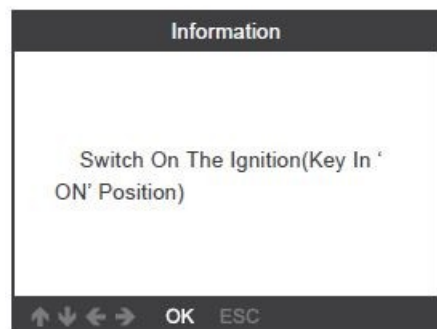 Information
Switch On The Ignition(Key In ‘
ON’ Position)
OK ESC